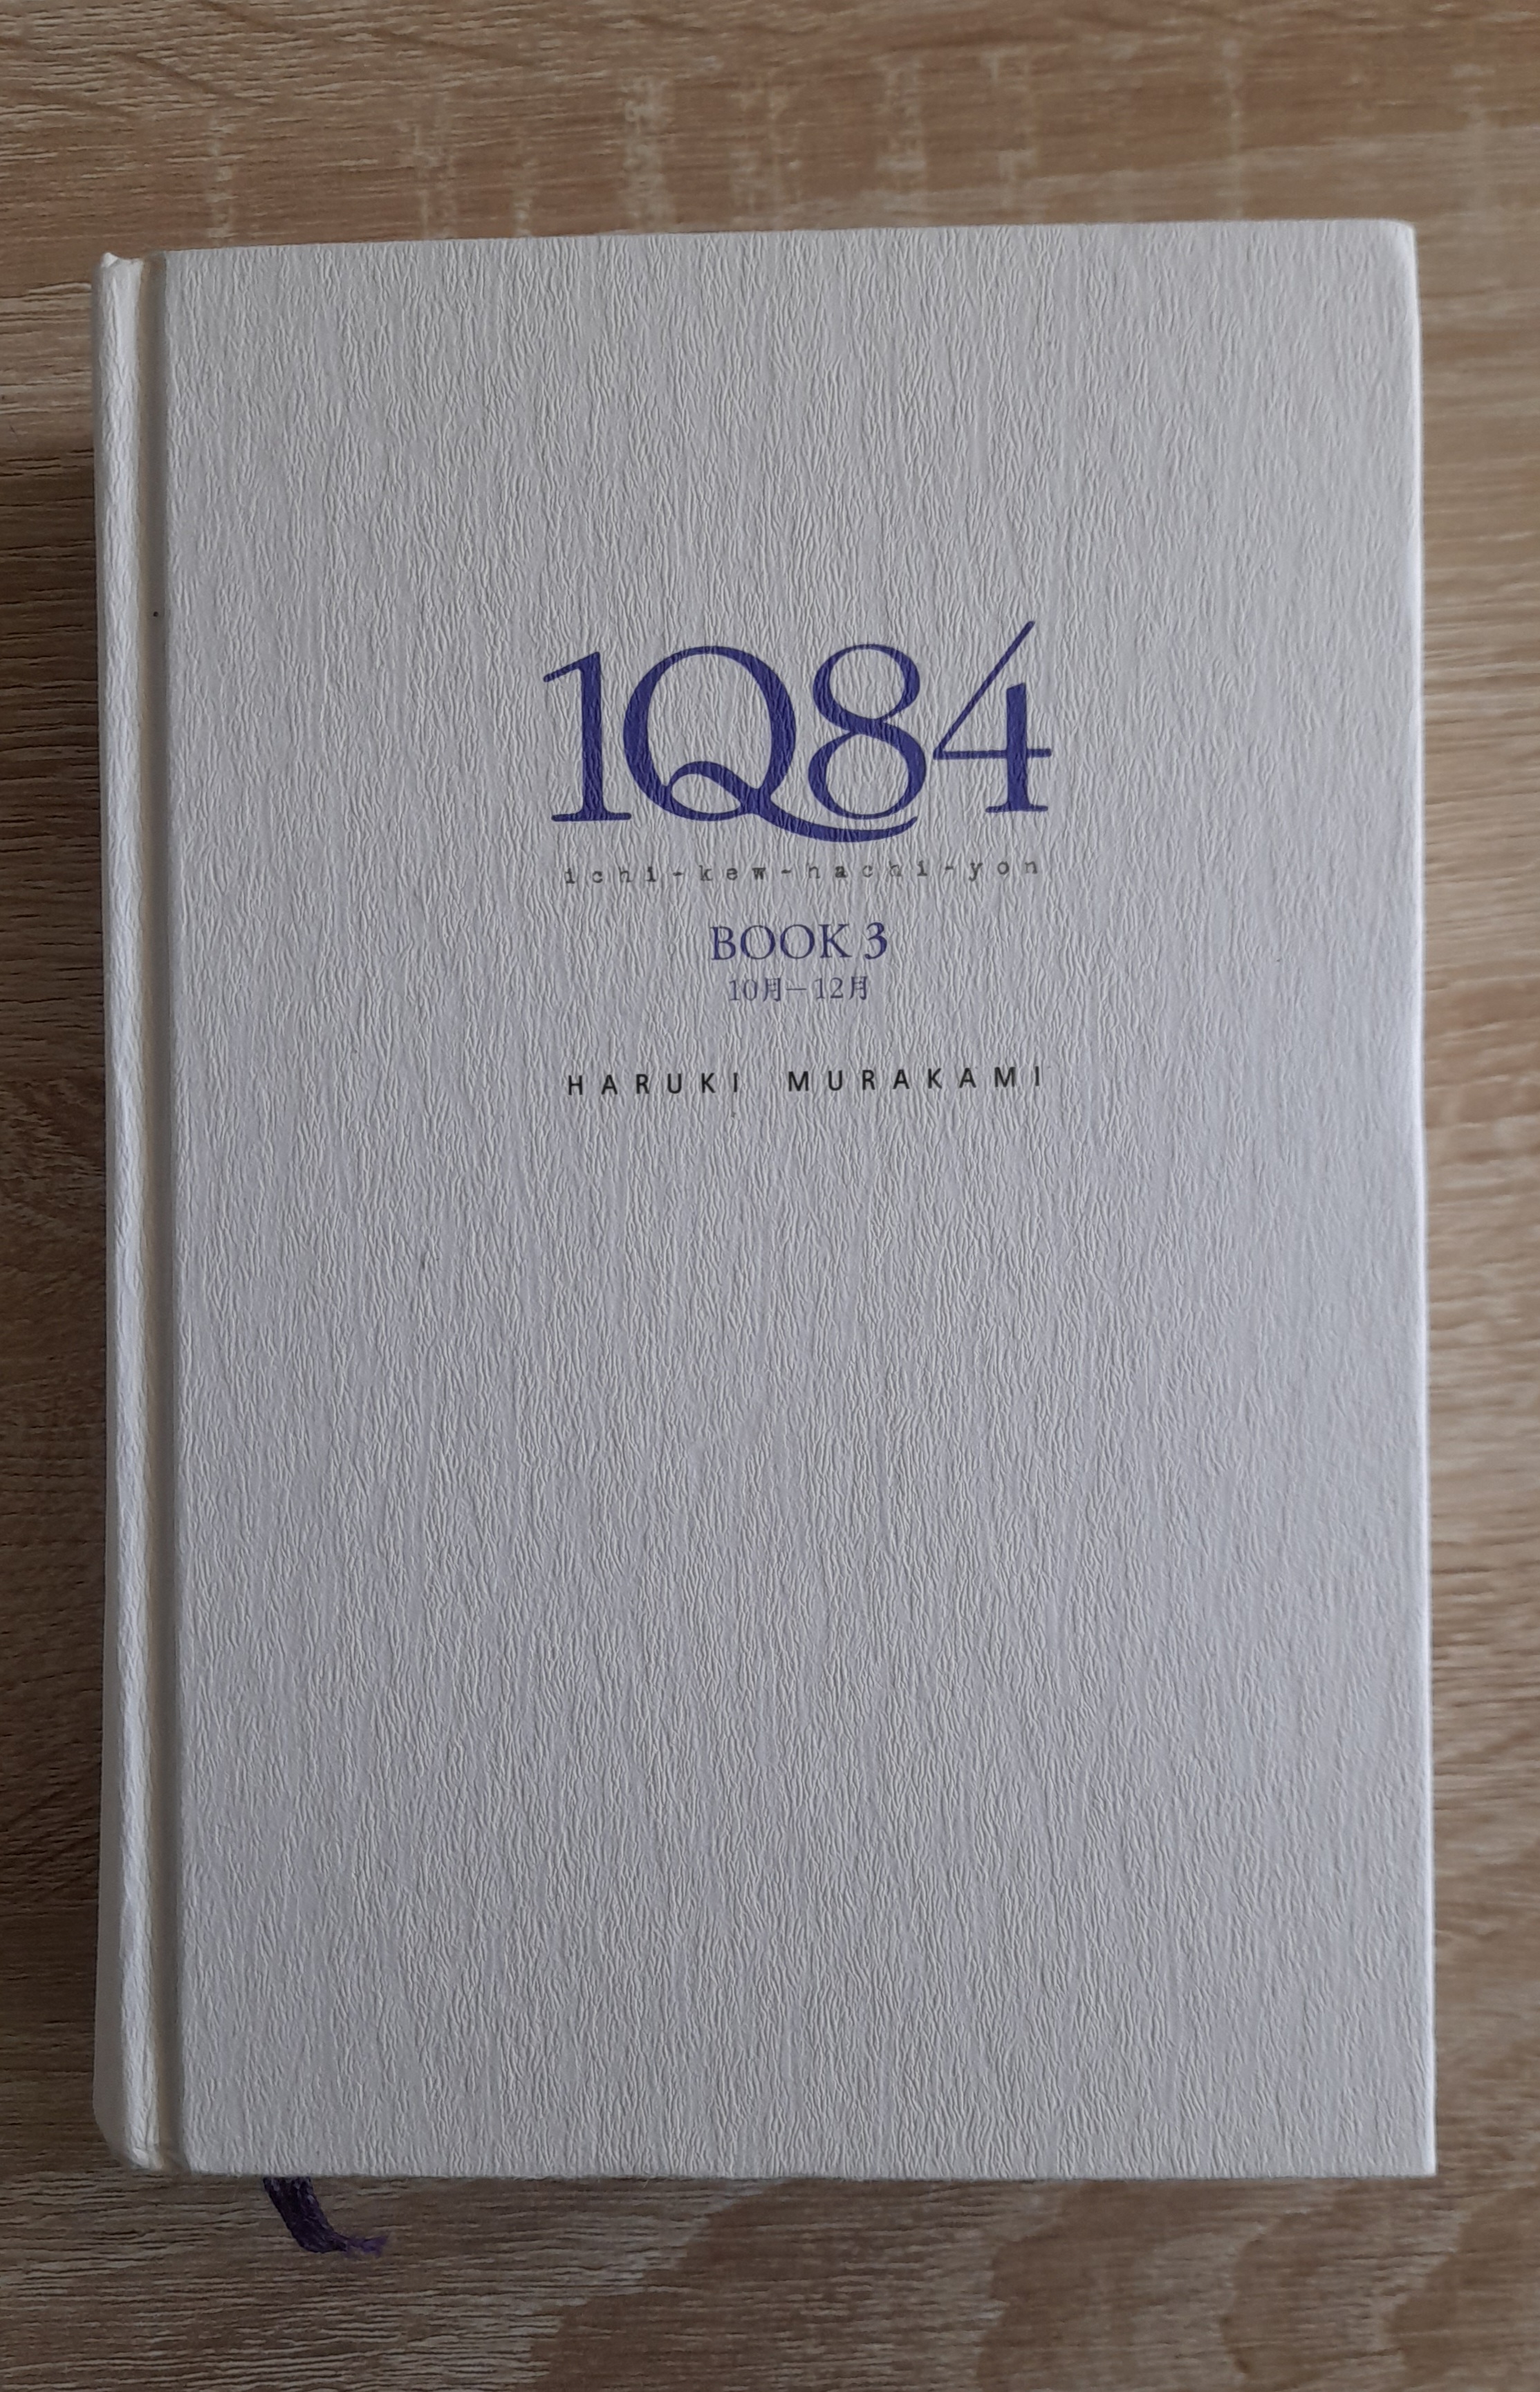 1Q84
ichi-kew-hachi-yon
BOOK 3
10月-12月
HARUKI MURAKAMI